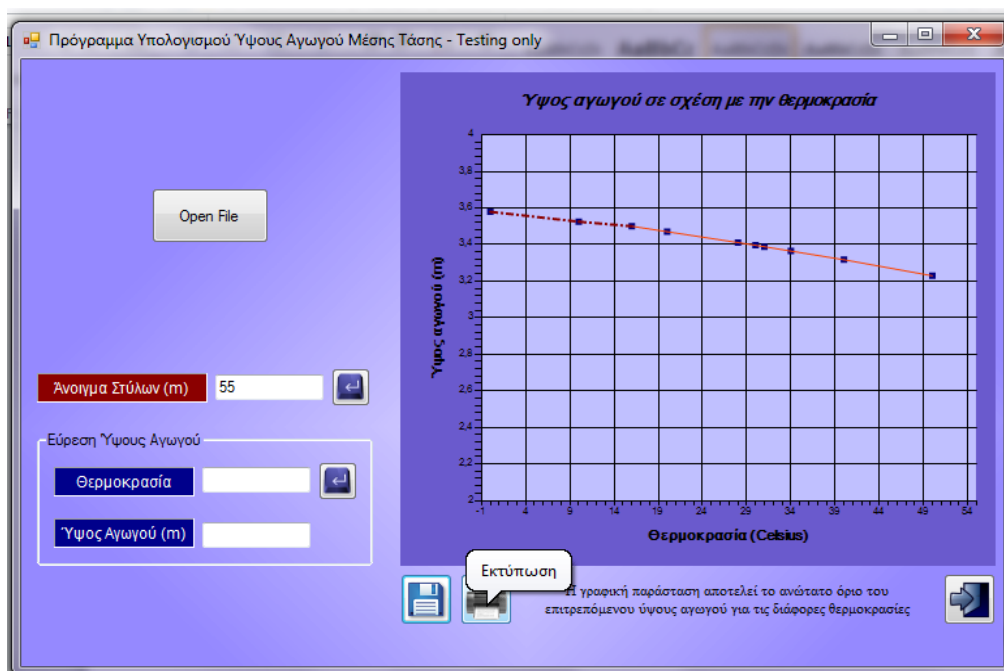 Πρόγραμμα Υπολογισμού Ύψους Αγωγού Μέσης Τάσης - Testing only
Open File
Άνοιγμα Στύλων (m) 55
Εύρεση Ύψους Αγωγού
Θερμοκρασία
Ύψος Αγωγού (m)
Ύψος αγωγού σε σχέση με την θερμοκρασία
Ύψος αγωγού (m)
4
3,8
3,6
3,4
3,2
3
2,8
2,6
2,4
2,2
2
-1 4 9 14 19 24 29 34 39 44 49 54
Θερμοκρασία (Celsius)
Εκτύπωση
Η γραφική παράσταση αποτελεί το ανώτατο όριο του
επιτρεπόμενου ύψους αγωγού για τις διάφορες θερμοκρασίες